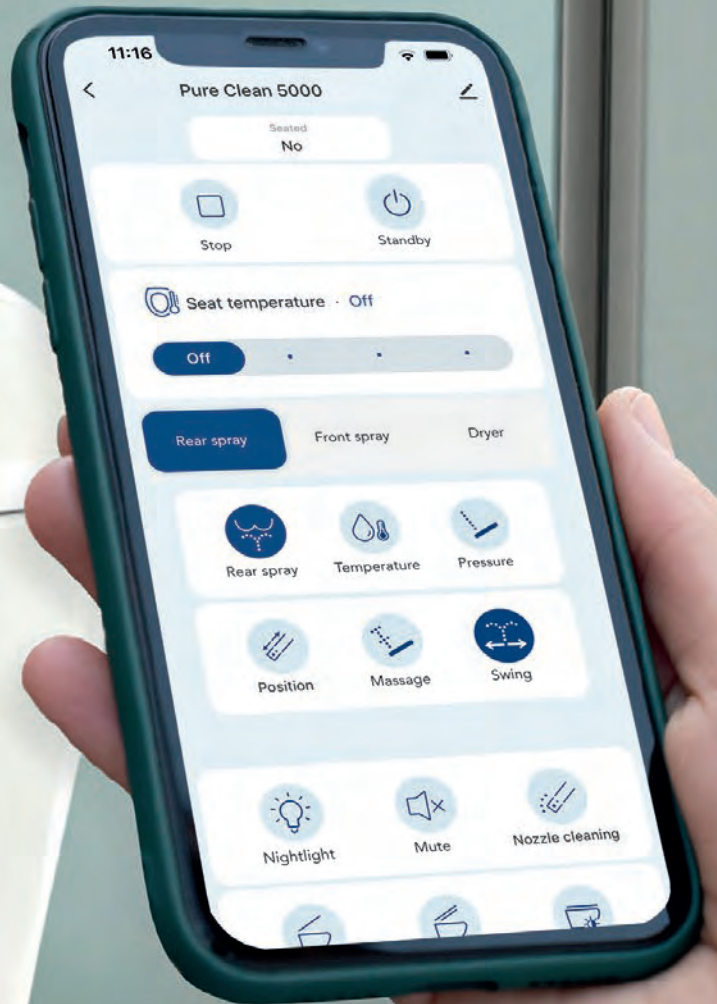 11:16
Pure Clean 5000
Seated
No
Stop
Standby
Seat temperature · Off
Off
Rear spray
Front spray
Dryer
Rear spray
Temperature
Pressure
Position
Massage
Swing
Nightlight
Mute
Nozzle cleaning